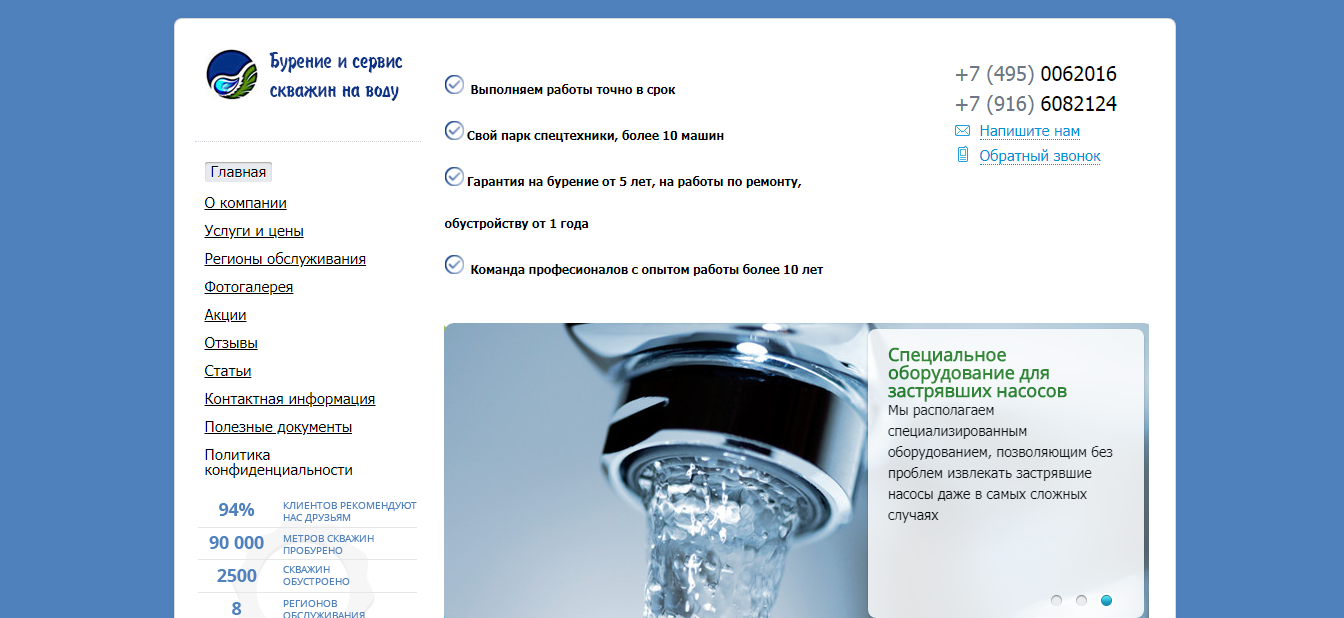 Бурение и сервис
скважин на воду
Выполняем работы точно в срок
Свой парк спецтехники, более 10 машин
Гарантия на бурение от 5 лет, на работы по ремонту,
обустройству от 1 года
Команда професионалов с опытом работы более 10 лет
+7 (495) 0062016
+7 (916) 6082124
Напишите нам
Обратный звонок
Главная
О компании
Услуги и цены
Регионы обслуживания
Фотогалерея
Акции
Отзывы
Статьи
Контактная информация
Полезные документы
Политика
конфиденциальности
94% КЛИЕНТОВ РЕКОМЕНДУЮТ
НАС ДРУЗЬЯМ
90 000 МЕТРОВ СКВАЖИН
ПРОБУРЕНО
2500 СКВАЖИН
ОБУСТРОЕНО
8 РЕГИОНОВ
ОБСЛУЖИВАНИЯ
Специальное
оборудование для
застрявших насосов
Мы располагаем
специализированным
оборудованием, позволяющим без
проблем извлекать застрявшие
насосы даже в самых сложных
случаях